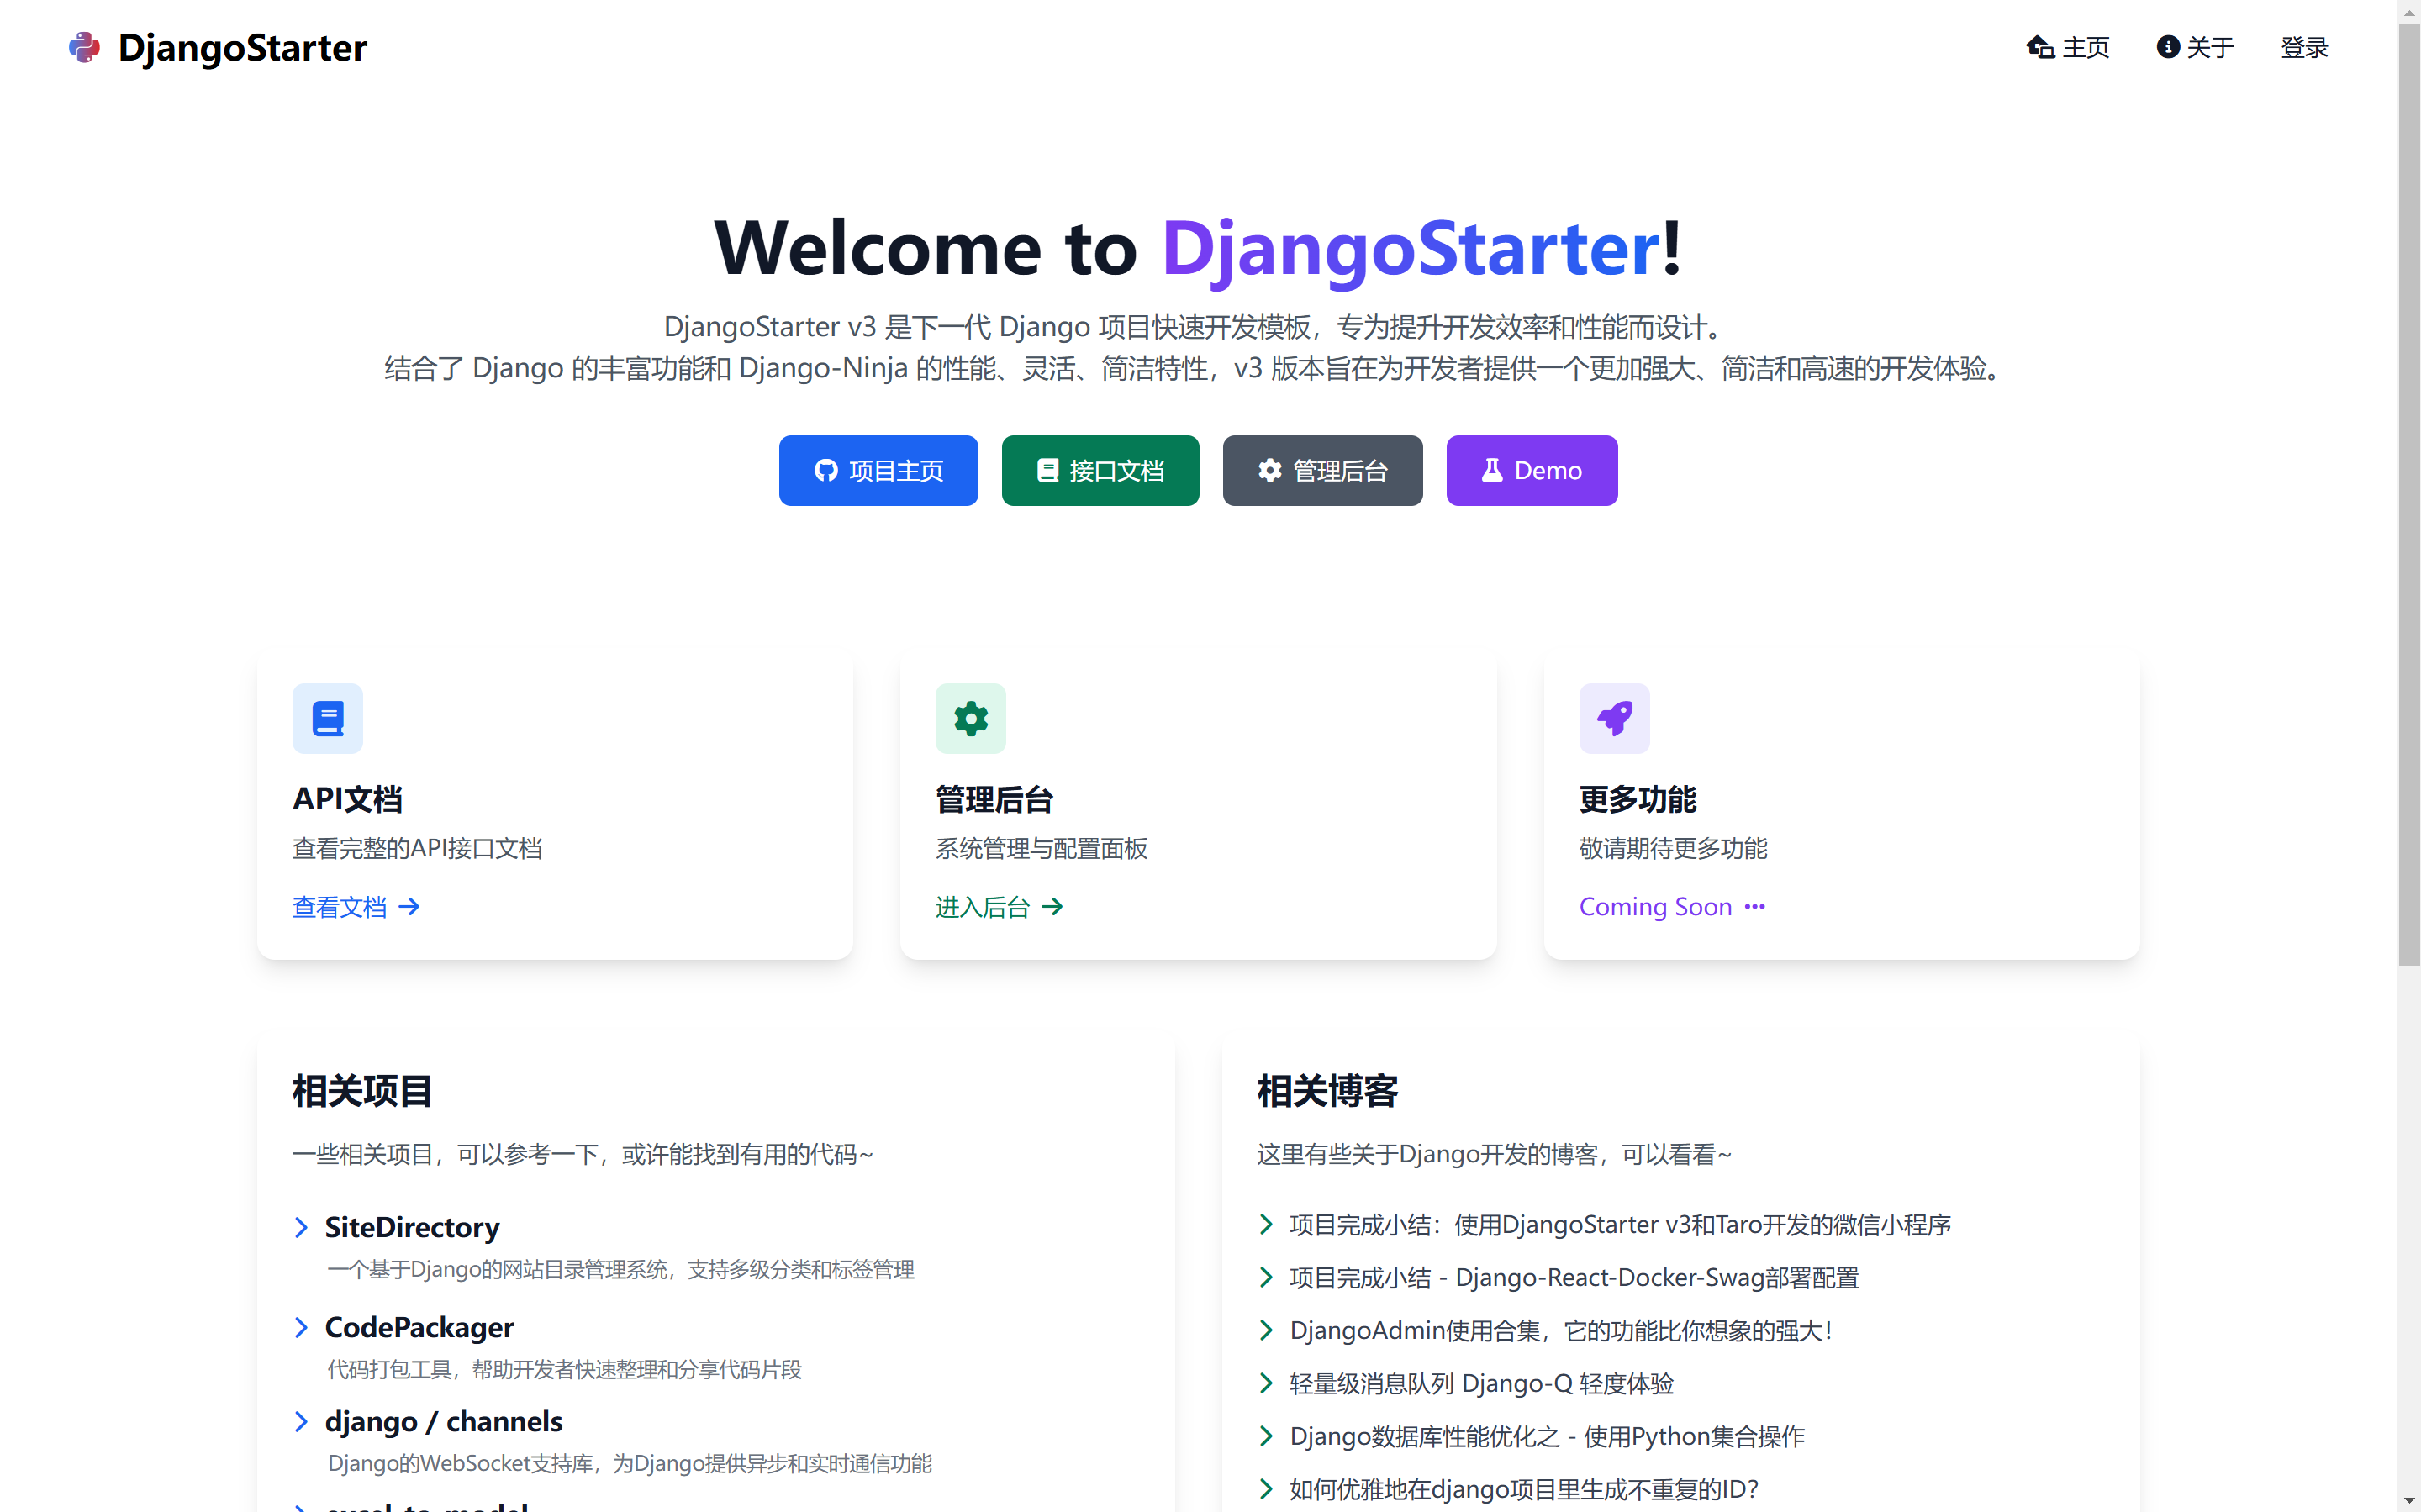 DjangoStarter
主页
关于
登录
Welcome to DjangoStarter!
DjangoStarter v3 是下一代 Django 项目快速开发模板，专为提升开发效率和性能而设计。
结合了 Django 的丰富功能和 Django-Ninja 的性能、灵活、简洁特性，v3 版本旨在为开发者提供一个更加强大、简洁和高速的开发体验。
项目主页
接口文档
管理后台
Demo
API文档
查看完整的API接口文档
查看文档
管理后台
系统管理与配置面板
进入后台
更多功能
敬请期待更多功能
Coming Soon
相关项目
一些相关项目，可以参考一下，或许能找到有用的代码~
SiteDirectory
一个基于Django的网站目录管理系统，支持多级分类和标签管理
CodePackager
代码打包工具，帮助开发者快速整理和分享代码片段
django / channels
Django的WebSocket支持库，为Django提供异步和实时通信功能
相关博客
这里有些关于Django开发的博客，可以看看~
项目完成小结：使用DjangoStarter v3和Taro开发的微信小程序
项目完成小结 - Django-React-Docker-Swag部署配置
DjangoAdmin使用合集，它的功能比你想象的强大！
轻量级消息队列 Django-Q 轻度体验
Django数据库性能优化之 - 使用Python集合操作
如何优雅地在django项目里生成不重复的ID？